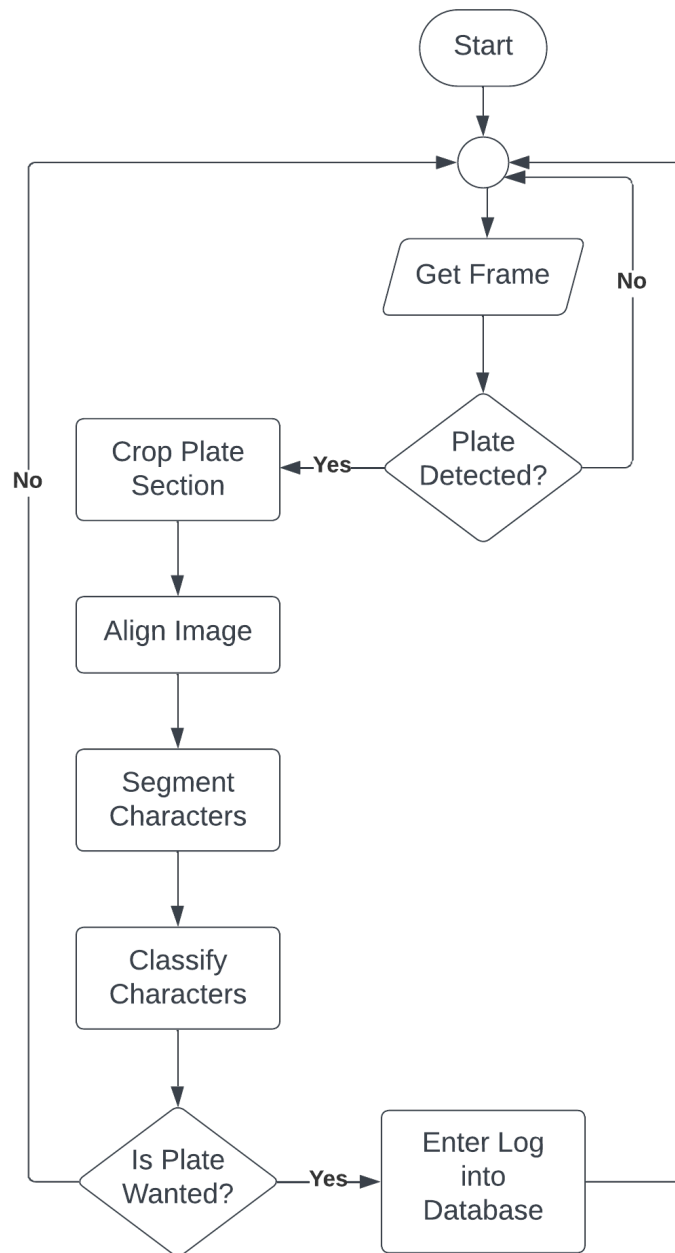 Start
Get Frame
No
Plate
Detected?
Yes
Crop Plate
Section
No
Align Image
Segment
Characters
Classify
Characters
Is Plate
Wanted?
Yes
Enter Log
into
Database